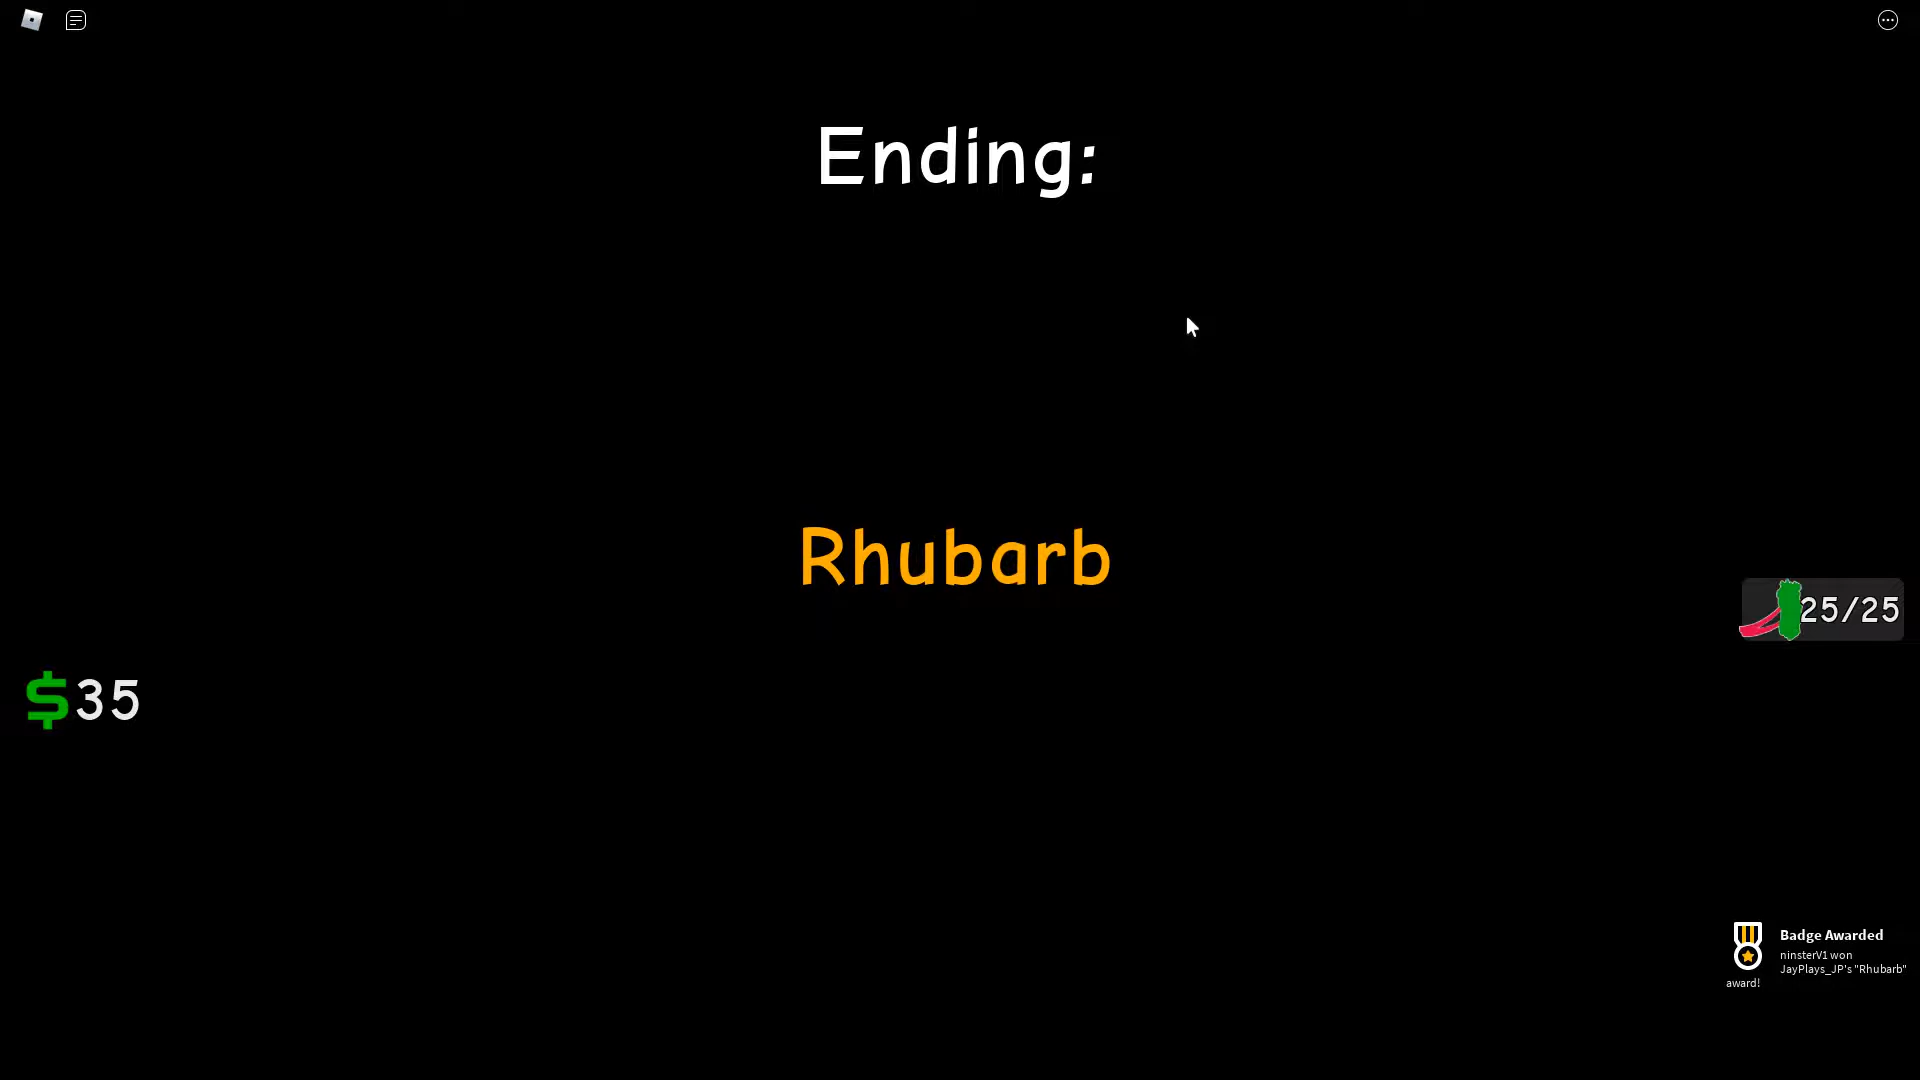 Ending:
Rhubarb
25/25
$35
Badge Awarded
ninsterV1 won
JayPlays_JP's "Rhubarb"
award!